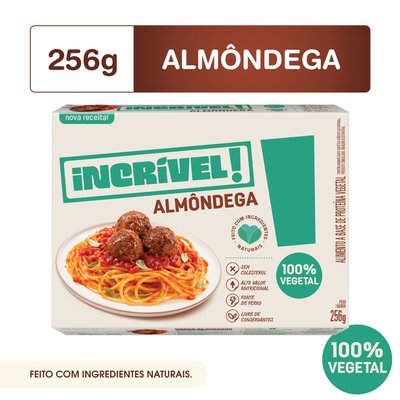 256g
ALMÔNDEGA
nova receita!
iNCRÍVEL!
ALMÔNDEGA
FEITO COM INGREDIENTES
NATURAIS
SEM
COLESTEROL
ALTO VALOR
NUTRICIONAL
FONTE
DE FERRO
LIVRE DE
CONSERVANTES
100%
VEGETAL
ALIMENTO À BASE DE PROTEÍNA VEGETAL
256g
FEITO COM INGREDIENTES NATURAIS.
100%
VEGETAL